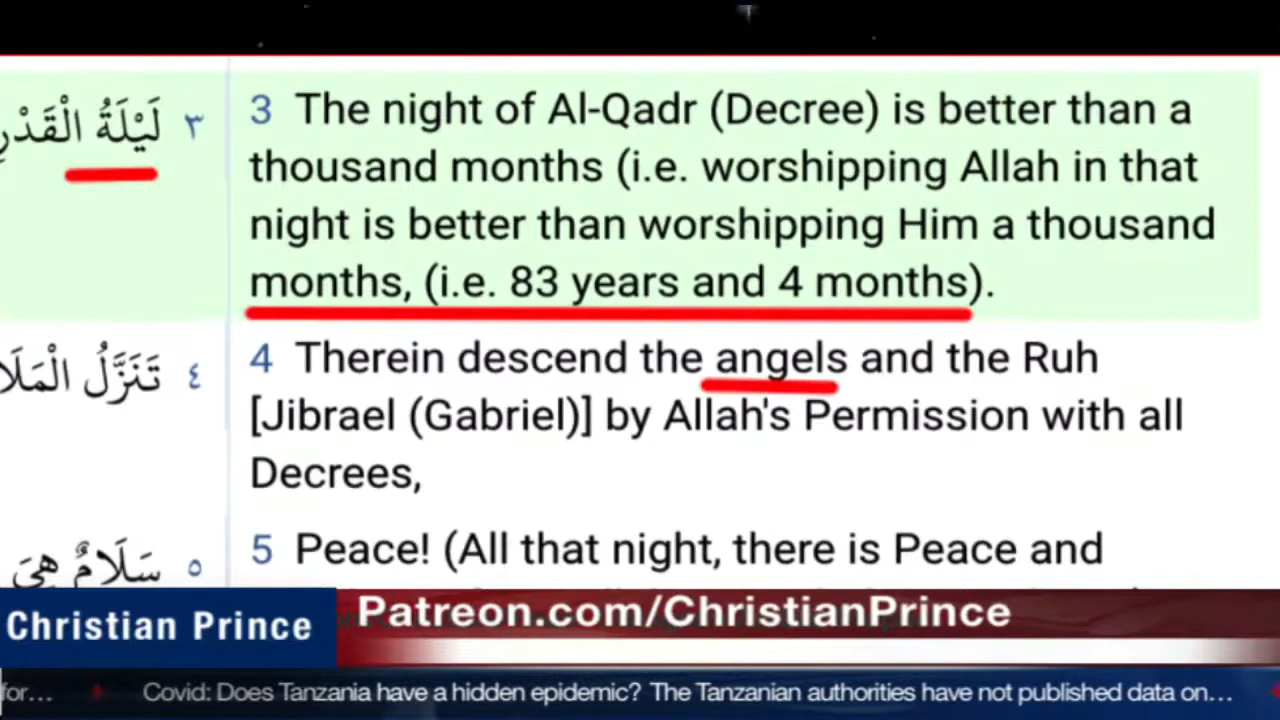 لَيْلَةُ الْقَدْرِ ٣
3 The night of Al-Qadr (Decree) is better than a
thousand months (i.e. worshipping Allah in that
night is better than worshipping Him a thousand
months, (i.e. 83 years and 4 months).
تَنَزَّلُ ٤
4 Therein descend the angels and the Ruh
[Jibrael (Gabriel)] by Allah's Permission with all
Decrees,
سَلَامٌ هِيَ ٥
5 Peace! (All that night, there is Peace and
Christian Prince
Patreon.com/ChristianPrince
for... Covid: Does Tanzania have a hidden epidemic? The Tanzanian authorities have not published data on...